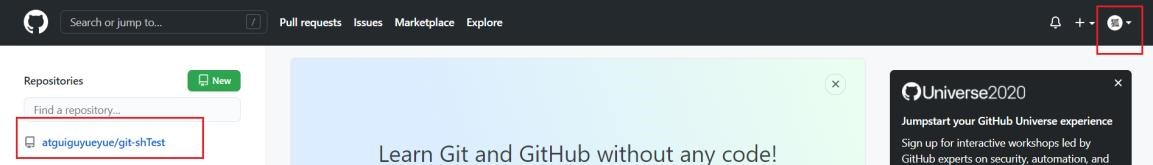 Search or jump to... /
Pull requests Issues Marketplace Explore
Repositories
New
Find a repository...
atguiguyueyue/git-shTest
Learn Git and GitHub without any code!
GitHub Universe2020
Jumpstart your GitHub Universe experience
Sign up for interactive workshops led by
GitHub experts on security, automation, and